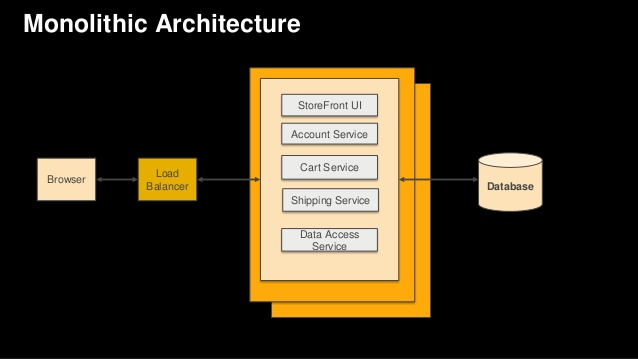 Monolithic Architecture
StoreFront UI
Account Service
Browser
Load
Balancer
Cart Service
Shipping Service
Data Access
Service
Database